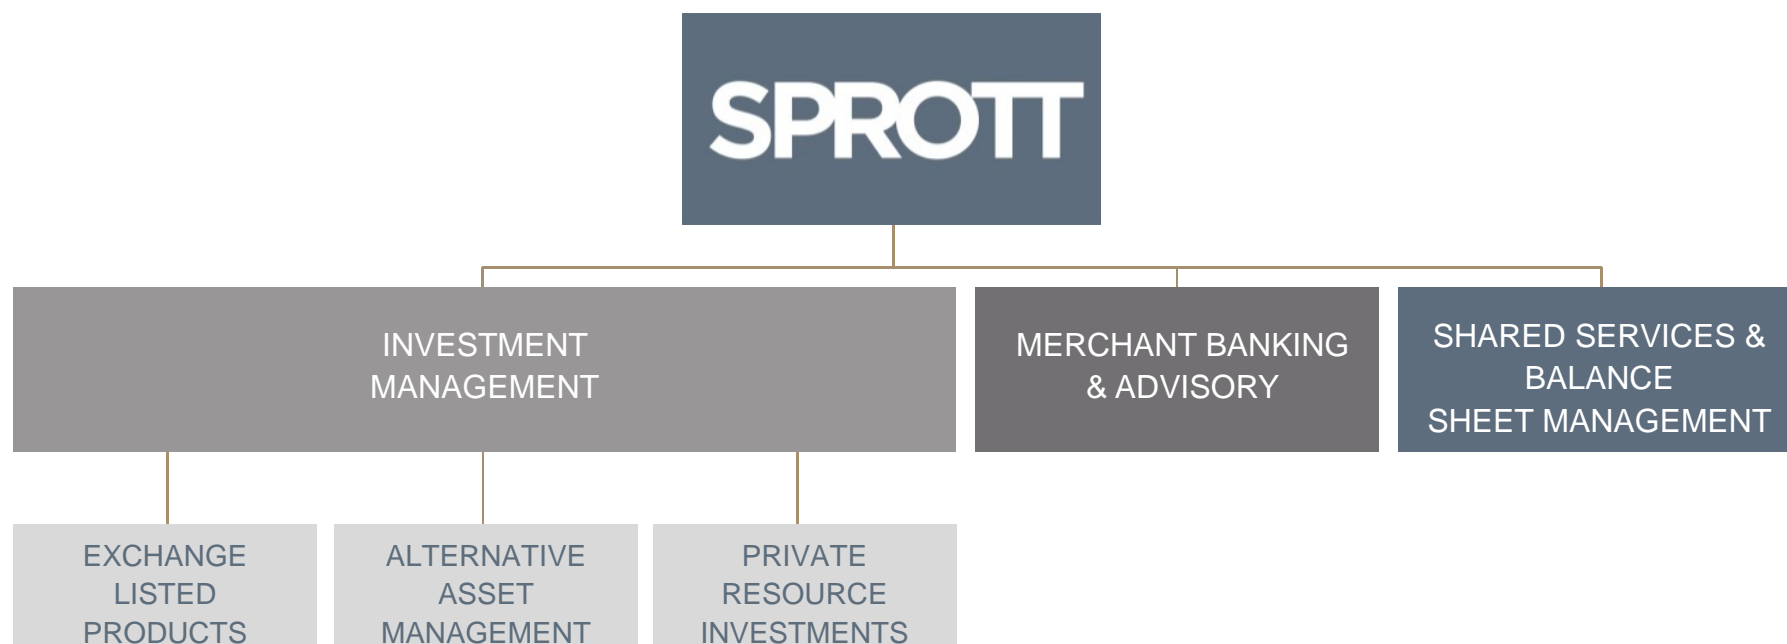 SPROTT
INVESTMENT
MANAGEMENT
MERCHANT BANKING
& ADVISORY
SHARED SERVICES &
BALANCE
SHEET MANAGEMENT
EXCHANGE
LISTED
PRODUCTS
ALTERNATIVE
ASSET
MANAGEMENT
PRIVATE
RESOURCE
INVESTMENTS